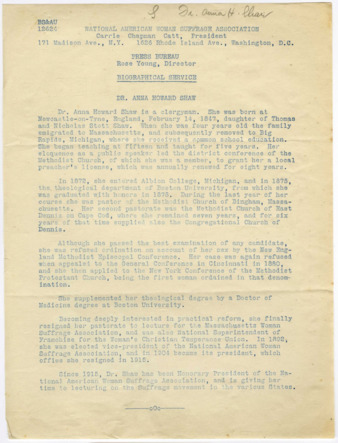 Dr. Anna H. Shaw
NATIONAL AMERICAN WOMAN SUFFRAGE ASSOCIATION
Carrie Chapman Catt, President
171 Madison Ave., N.Y. 1626 Rhode Island Ave., Washington, D.C.
PRESS BUREAU
Rose Young, Director
BIOGRAPHICAL SERVICE
DR. ANNA HOWARD SHAW
Dr. Anna Howard Shaw is a clergyman. She was born at
Newcastle-on-Tyne, England, February 14, 1847, daughter of Thomas
and Nicholas Stott Shaw. When she was four years old the family
emigrated to Massachusetts, and subsequently removed to Big
Rapids, Michigan, where she received a common school education.
She began teaching at fifteen and taught for five years. Her
eloquence as a public speaker led the district conference of the
Methodist Church, of which she was a member, to grant her a local
preacher's license, which was annually renewed for eight years.
In 1872, she entered Albion College, Michigan, and in 1875,
the theological department of Boston University, from which she
was graduated with honors in 1878. During the last year of her
course she was pastor of the Methodist Church of Hingham, Massa-
chusetts. Her second pastorate was the Methodist Church of East
Dennis on Cape Cod, where she remained seven years, and for six
years of that time supplied also the Congregational Church of
Dennis.
Although she passed the best examination of any candidate,
she was refused ordination on account of her sex by the New Eng-
land Methodist Episcopal Conference. Her case was again refused
when appealed to the General Conference in Cincinnati in 1880,
and she then applied to the New York Conference of the Methodist
Protestant Church, being the first woman ordained in that denom-
ination.
She supplemented her theological degree by a Doctor of
Medicine degree at Boston University.
Becoming deeply interested in practical reform, she finally
resigned her pastorate to lecture for the Massachusetts Woman
Suffrage Association, and was also National Superintendent of
Franchise for the Woman's Christian Temperance Union. In
she was elected vice-president of the National American Woman
Suffrage Association, and in 1904 became its president, which
office she resigned in 1915.
Since 1915, Dr. Shaw has been Honorary President of the Na-
tional American Woman Suffrage Association, and is giving her
time to lecturing on the suffrage movement in the various States.